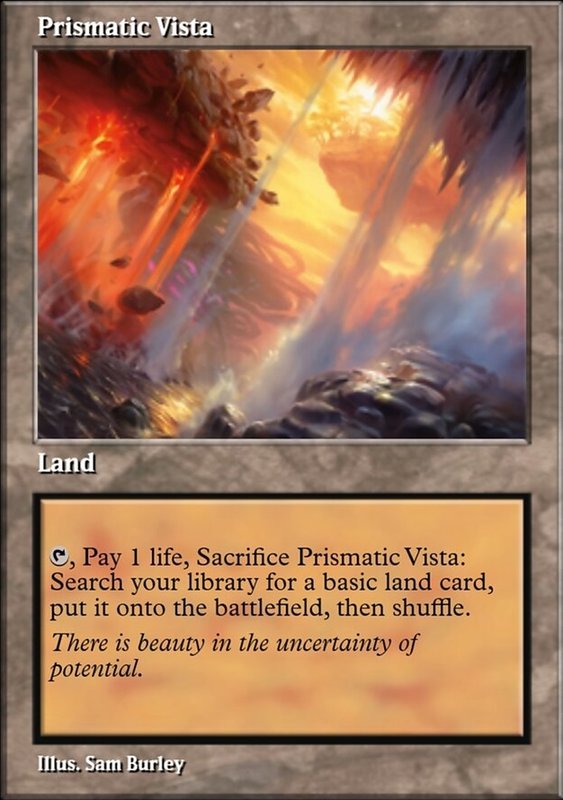 Prismatic Vista
Land
, Pay 1 life, Sacrifice Prismatic Vista:
Search your library for a basic land card,
put it onto the battlefield, then shuffle.
There is beauty in the uncertainty of
potential.
Illus. Sam Burley